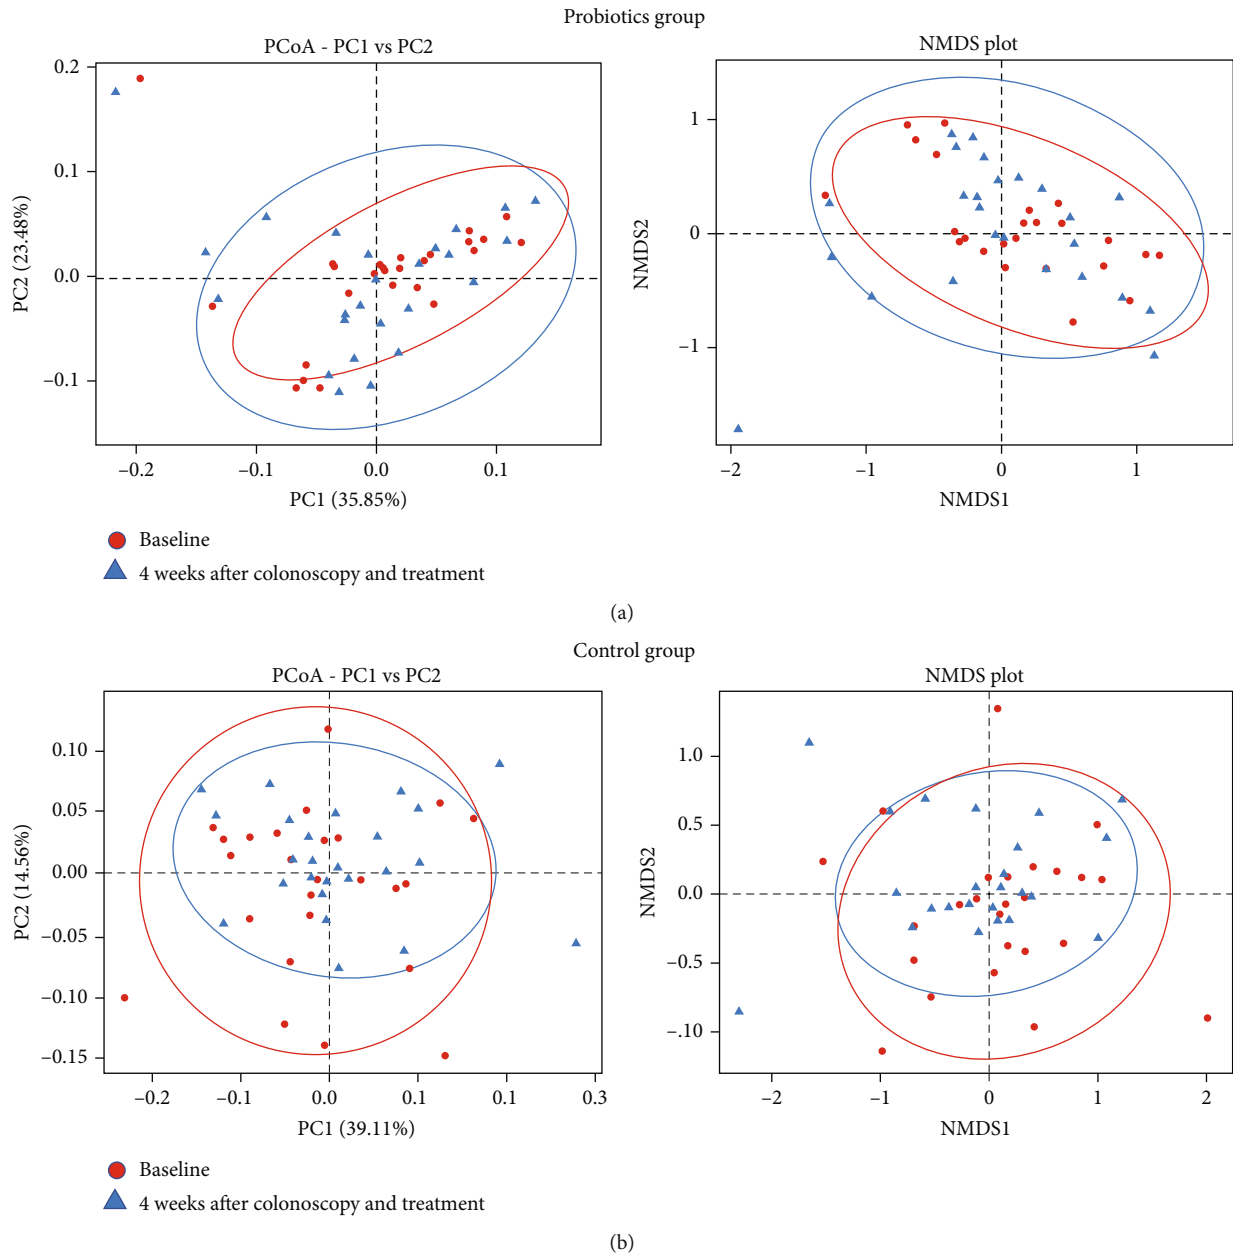 Probiotics group
PCoA - PC1 vs PC2
0.2
0.1
0.0
−0.1
PC2 (23.48%)
−0.2
−0.1
0.0
0.1
PC1 (35.85%)
NMDS plot
1
0
−1
NMDS2
−2
−1
0
1
NMDS1
Baseline
4 weeks after colonoscopy and treatment
(a)
Control group
PCoA - PC1 vs PC2
0.10
0.05
0.00
−0.05
−0.10
−0.15
PC2 (14.56%)
−0.2
−0.1
0.0
0.1
0.1
0.3
PC1 (39.11%)
NMDS plot
1.0
0.5
0.0
−0.5
−.10
NMDS2
−2
−1
0
1
2
NMDS1
Baseline
4 weeks after colonoscopy and treatment
(b)